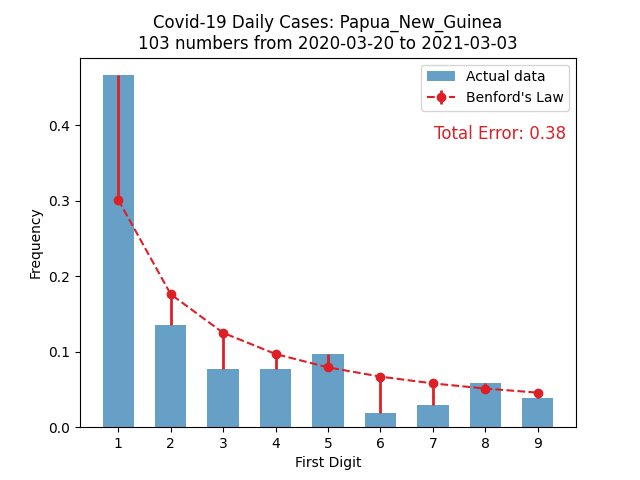 Covid-19 Daily Cases: Papua_New_Guinea
103 numbers from 2020-03-20 to 2021-03-03
Actual data
Benford's Law
Total Error: 0.38
Frequency
0.4
0.3
0.2
0.1
0.0
1 2 3 4 5 6 7 8 9
First Digit